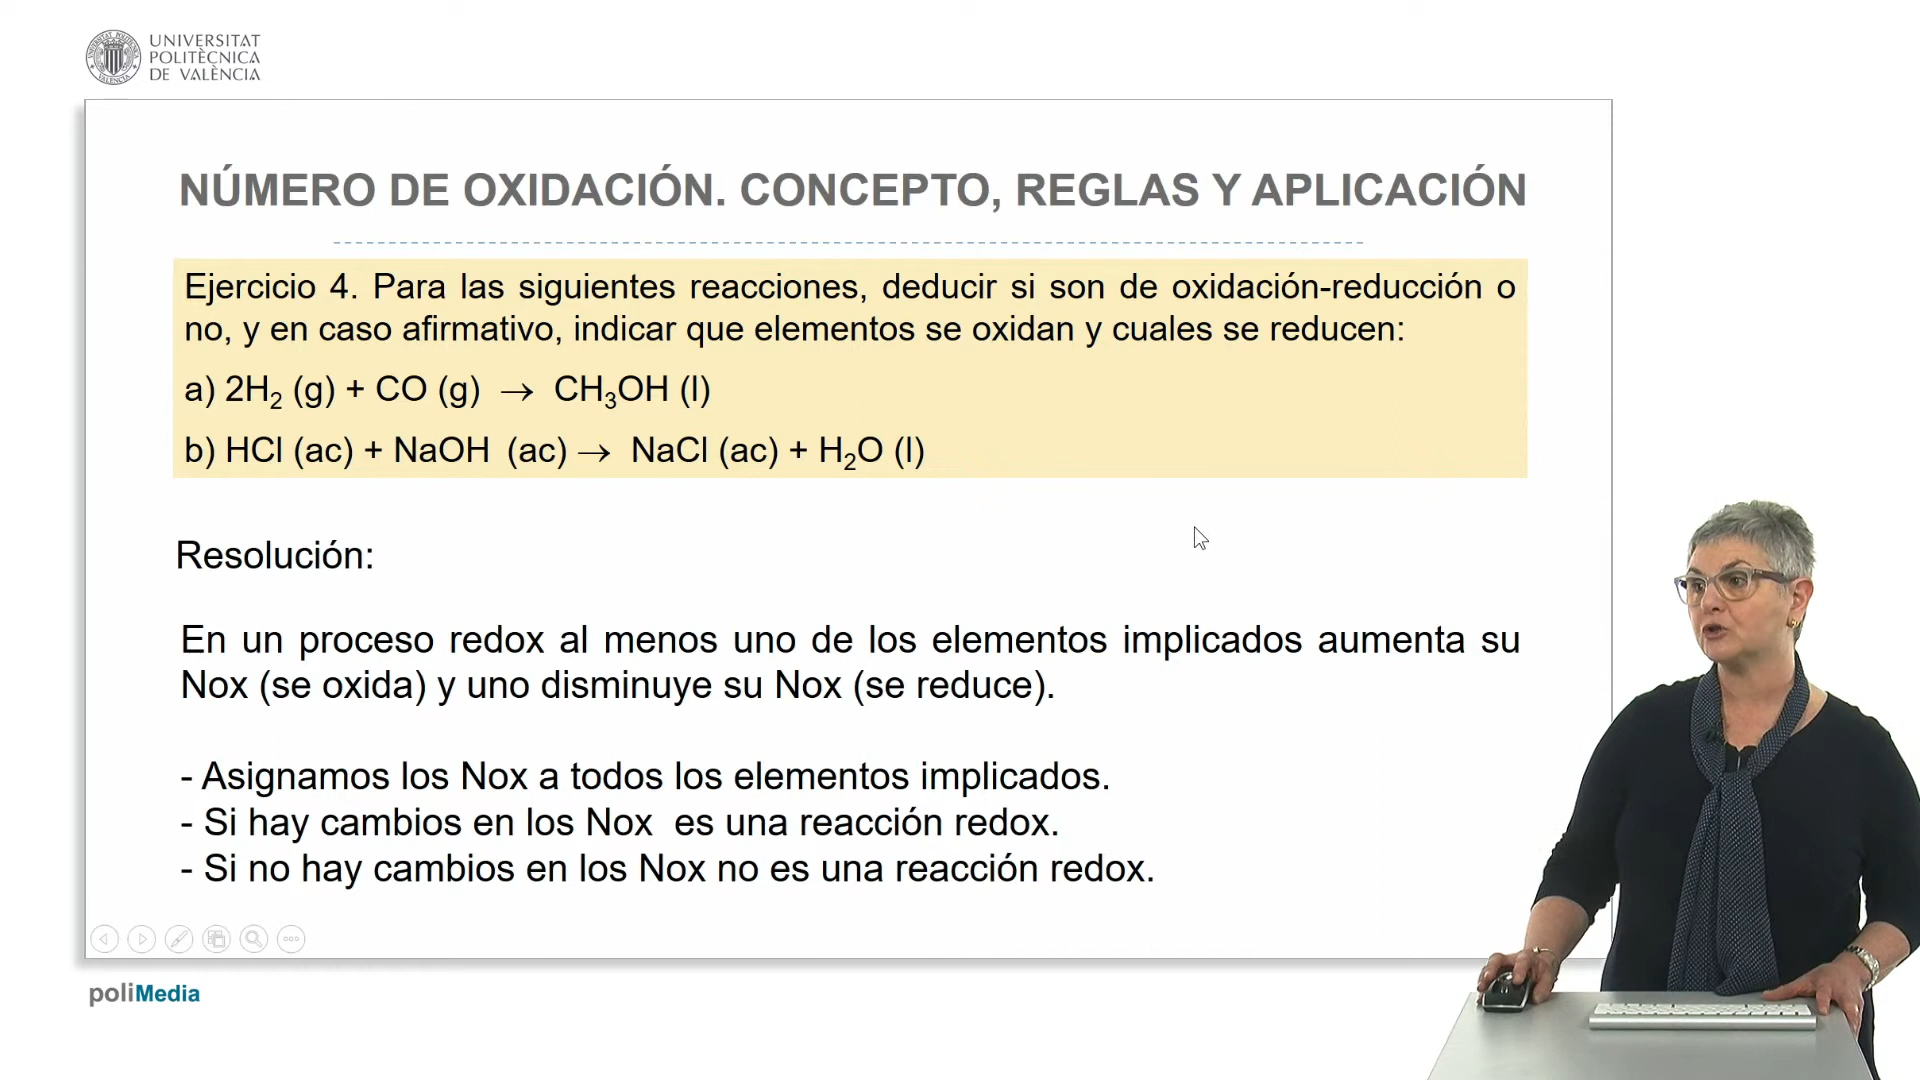 UNIVERSITAT
POLITÈCNICA
DE VALÈNCIA
NÚMERO DE OXIDACIÓN. CONCEPTO, REGLAS Y APLICACIÓN
Ejercicio 4. Para las siguientes reacciones, deducir si son de oxidación-reducción o
no, y en caso afirmativo, indicar que elementos se oxidan y cuales se reducen:
a) 2H₂ (g) + CO (g) → CH₃OH (l)
b) HCl (ac) + NaOH (ac) → NaCl (ac) + H₂O (l)
Resolución:
En un proceso redox al menos uno de los elementos implicados aumenta su
Nox (se oxida) y uno disminuye su Nox (se reduce).
- Asignamos los Nox a todos los elementos implicados.
- Si hay cambios en los Nox es una reacción redox.
- Si no hay cambios en los Nox no es una reacción redox.
poliMedia